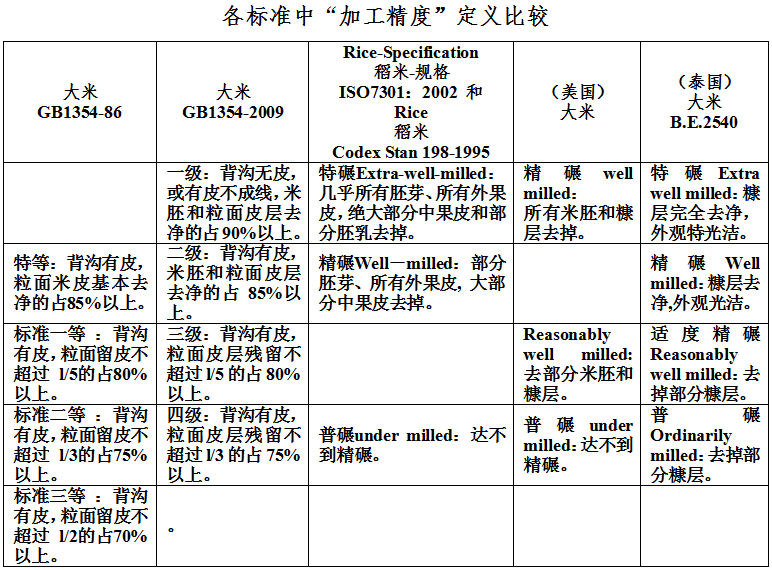 各标准中“加工精度”定义比较
大米
GB1354-86
大米
GB1354-2009
Rice-Specification
稻米-规格
ISO7301：2002 和
Rice
稻米
Codex Stan 198-1995
（美国）
大米
（泰国）
大米
B.E.2540
一级：背沟无皮，
或有皮不成线，米
胚和粒面皮层去
净的占90%以上。
特碾Extra-well-milled：
几乎所有胚芽、所有外果
皮，绝大部分中果皮和部
分胚乳去掉。
精碾 well
milled：
所有米胚和糠
层去掉。
特碾 Extra
well milled：糠
层完全去净，
外观特光洁。
特等：背沟有皮，
粒面米皮基本去
净的占85%以上。
二级：背沟有皮，
米胚和粒面皮层
去净的占 85%以
上。
精碾Well－milled：部分
胚芽、所有外果皮, 大部
分中果皮去掉。
精碾 Well
milled：糠层去
净,外观光洁。
标准一等：背沟
有皮，粒面留皮不
超过 l/5的占80%
以上。
三级：背沟有皮，
粒面皮层残留不
超过 l/5 的占 80%
以上。
Reasonably
well milled:
去部分米胚和
糠层。
适度精碾
Reasonably
well milled：去
掉部分糠层。
标准二等：背沟
有皮，粒面留皮不
超过 l/3的占75%
以上。
四级：背沟有皮，
粒面皮层残留不
超过 l/3 的占 75%
以上。
普碾under milled：达不
到精碾。
普碾 under
milled：达不到
精碾。
普碾
Ordinarily
milled：去掉部
分糠层。
标准三等：背沟
有皮，粒面留皮不
超过 l/2的占70%
以上。
。